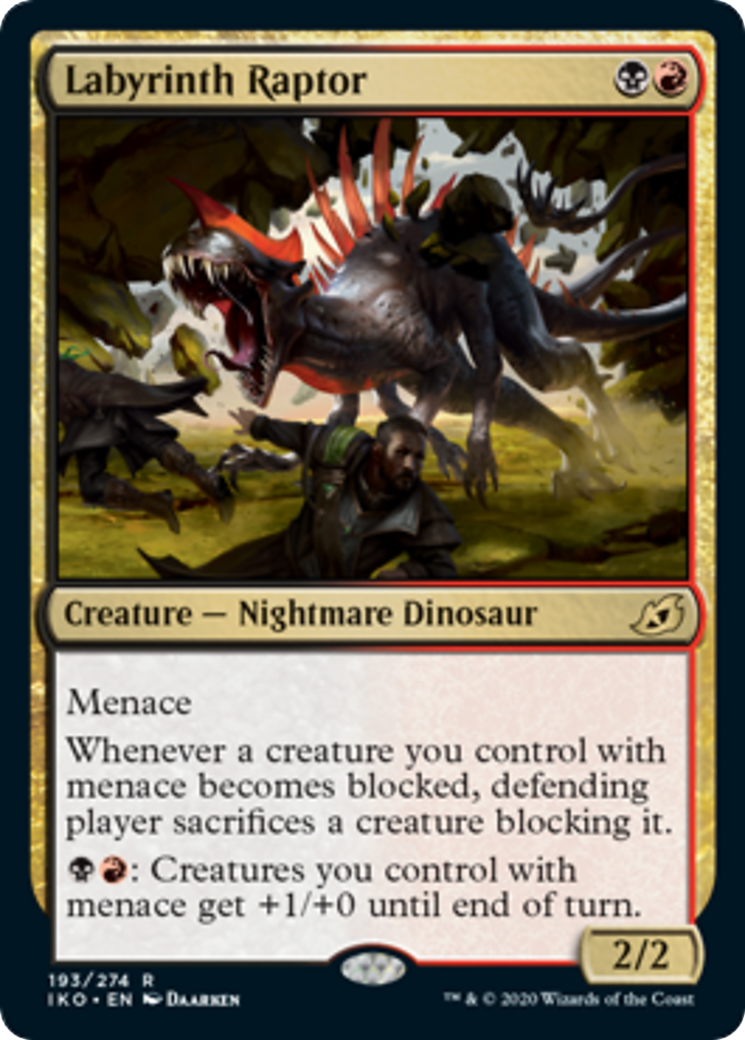 Labyrinth Raptor
Creature — Nightmare Dinosaur
Menace
Whenever a creature you control with
menace becomes blocked, defending
player sacrifices a creature blocking it.
: Creatures you control with
menace get +1/+0 until end of turn.
2/2
193/274 R
IKO • EN Daarken
™ & © 2020 Wizards of the Coast